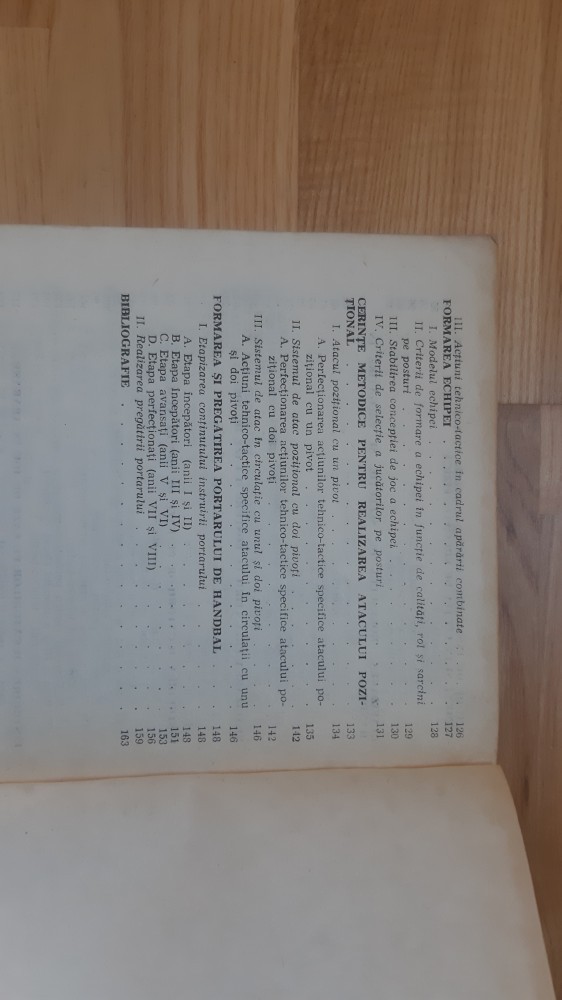 III. Acțiuni tehnico-tactice în cadrul apărării combinate . . 126
FORMAREA ECHIPEI . . . . . . . . 127
I. Modelul echipei . . . . . . . . 128
II. Criterii de formare a echipei în funcție de calități, rol și sarcini
pe posturi . . . . . . . . 129
III. Stabilirea concepției de joc a echipei . . . . . 130
IV. Criterii de selecție a jucătorilor pe posturi . . . 131
CERINȚE METODICE PENTRU REALIZAREA ATACULUI POZI-
ȚIONAL . . . . . . . . 133
I. Atacul pozițional cu un pivot . . . . . . 134
A. Perfecționarea acțiunilor tehnico-tactice specifice atacului po-
zițional cu un pivot . . . . . . 135
II. Sistemul de atac pozițional cu doi pivoți . . . . 142
A. Perfecționarea acțiunilor tehnico-tactice specifice atacului po-
zițional cu doi pivoți . . . . . . 142
III. Sistemul de atac în circulație cu unul și doi pivoți . . . 146
A. Acțiuni tehnico-tactice specifice atacului în circulații cu unu
și doi pivoți . . . . . . . . 146
FORMAREA ȘI PREGĂTIREA PORTARULUI DE HANDBAL . . 148
I. Etapizarea conținutului instruirii portarului . . . . 148
A. Etapa începători (anii I și II) . . . . . 148
B. Etapa începători (anii III și IV) . . . . . 151
C. Etapa avansați (anii V și VI) . . . . . 153
D. Etapa perfecționați (anii VII și VIII) . . . . 156
II. Realizarea pregătirii portarului . . . . . 159
BIBLIOGRAFIE . . . . . . . . 163